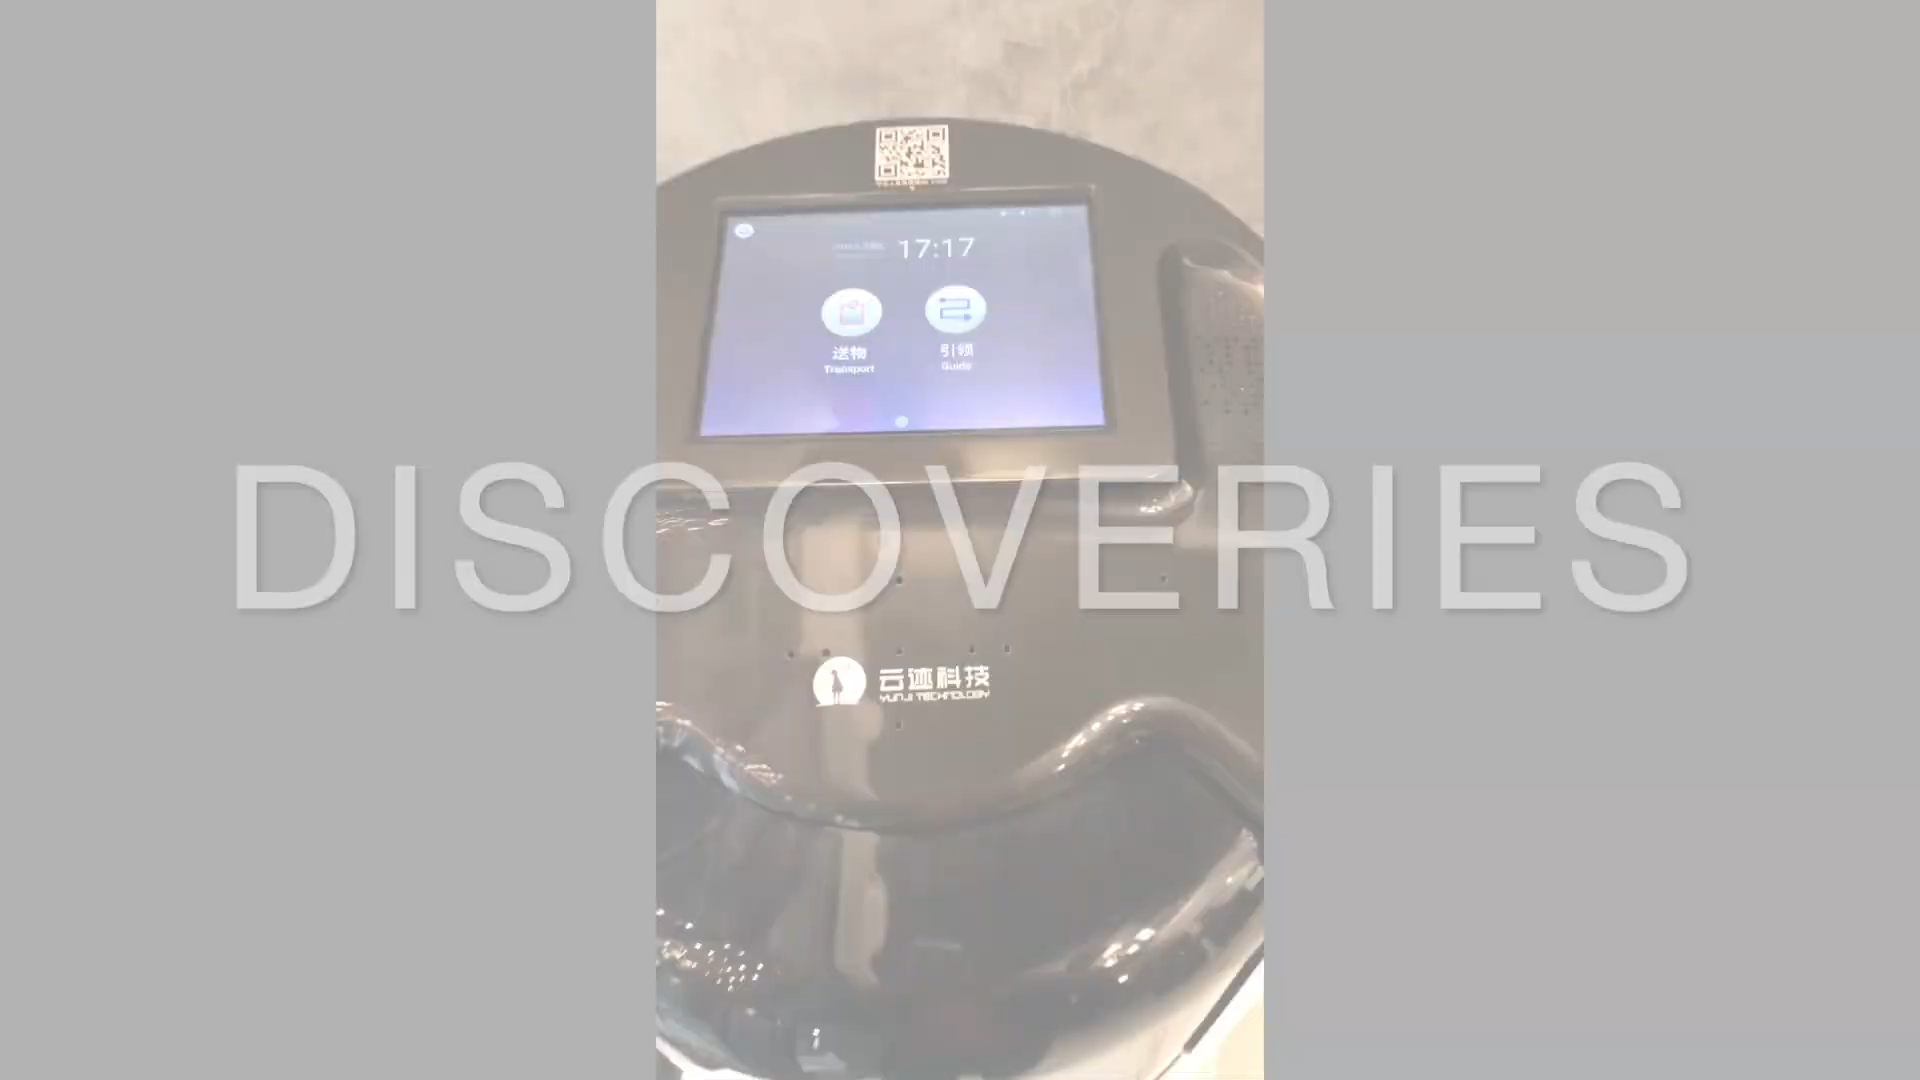 17:17
送物
Transport
引领
Guide
DISCOVERIES
云迹科技
YUNJI TECHNOLOGY